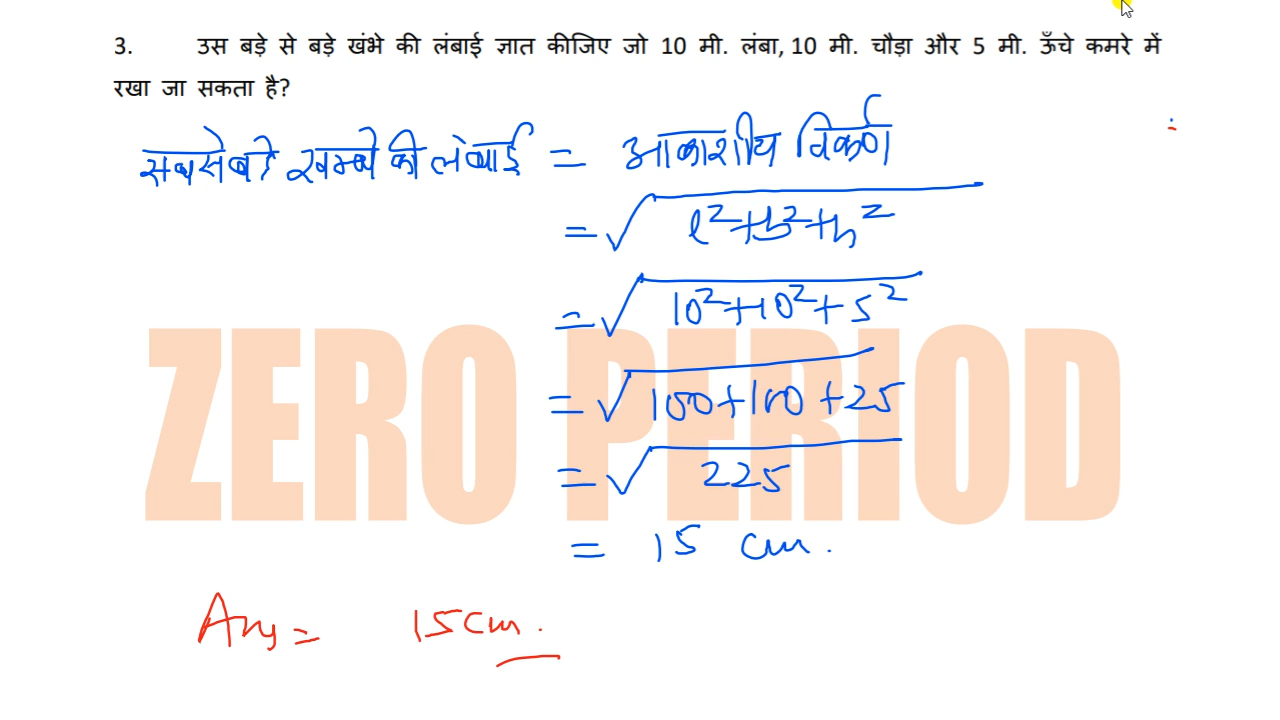 3. उस बड़े से बड़े खंभे की लंबाई ज्ञात कीजिए जो 10 मी. लंबा, 10 मी. चौड़ा और 5 मी. ऊँचे कमरे में
रखा जा सकता है?
सबसे बडे खम्बे की लंबाई = आकाशीय विकर्ण
= √l²+b²+h²
= √10²+10²+5²
= √100+100+25
= √225
= 15 cm.
Ans = 15cm.
ZERO PERIOD